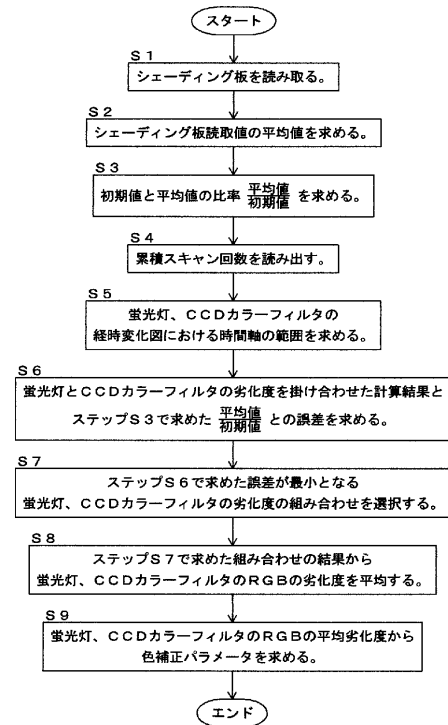 スタート
S1
シェーディング板を読み取る。
S2
シェーディング板読取値の平均値を求める。
S3
初期値と平均値の比率 平均値/初期値 を求める。
S4
累積スキャン回数を読み出す。
S5
蛍光灯、CCDカラーフィルタの
経時変化図における時間軸の範囲を求める。
S6
蛍光灯とCCDカラーフィルタの劣化度を掛け合わせた計算結果と
ステップS3で求めた 平均値/初期値 との誤差を求める。
S7
ステップS6で求めた誤差が最小となる
蛍光灯、CCDカラーフィルタの劣化度の組み合わせを選択する。
S8
ステップS7で求めた組み合わせの結果から
蛍光灯、CCDカラーフィルタのRGBの劣化度を平均する。
S9
蛍光灯、CCDカラーフィルタのRGBの平均劣化度から
色補正パラメータを求める。
エンド